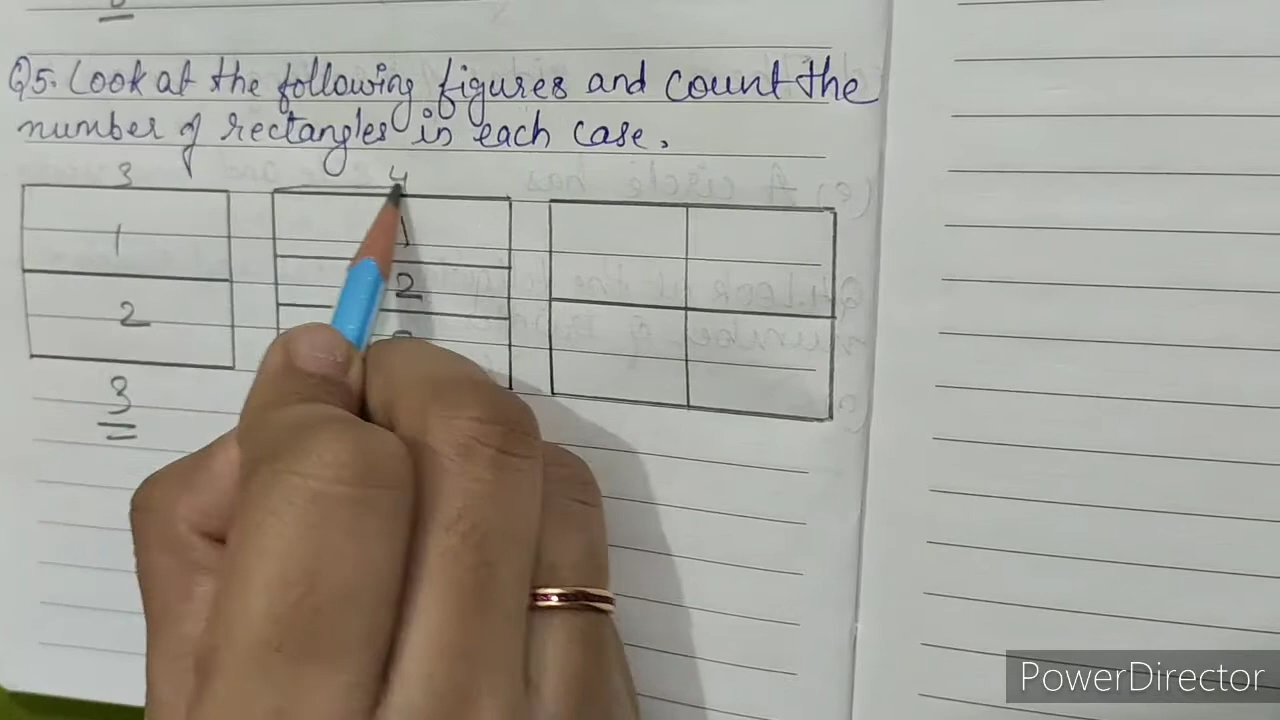 Q5. Look at the following figures and count the
number of rectangles in each case.
3
4
1
1
2
2
3
PowerDirector